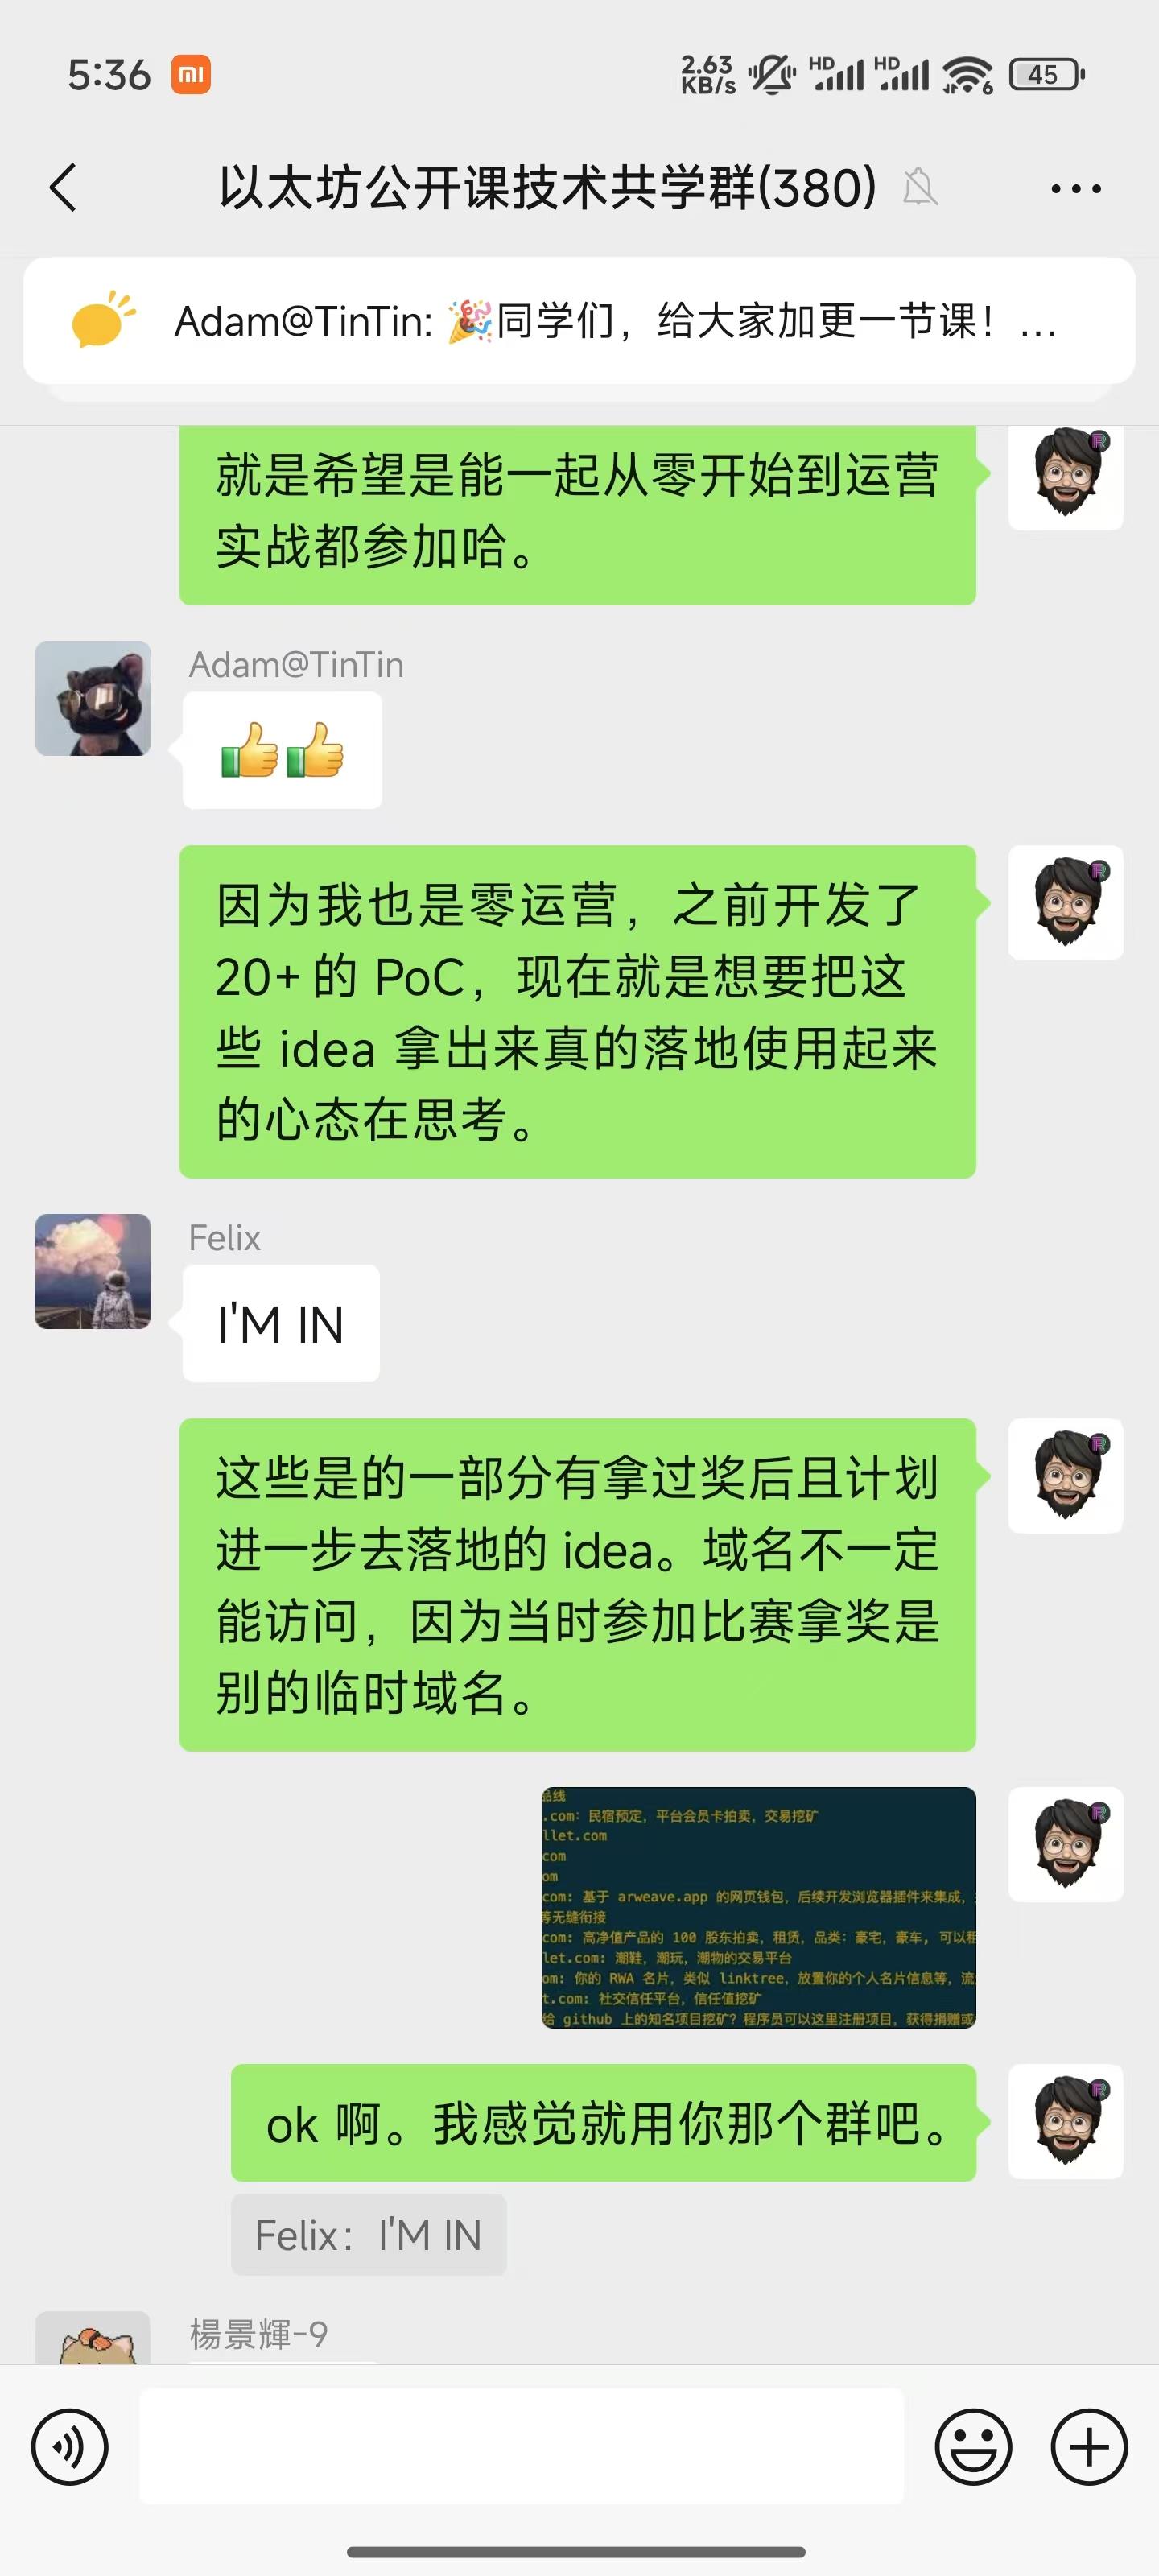 5:36
2.63 KB/s HD HD 6 45
以太坊公开课技术共学群(380)
Adam@TinTin: 🎉同学们，给大家加更一节课！...
就是希望是能一起从零开始到运营
实战都参加哈。
Adam@TinTin
👍👍
因为我也是零运营，之前开发了
20+ 的 PoC，现在就是想要把这
些 idea 拿出来真的落地使用起来
的心态在思考。
Felix
I'M IN
这些是的一部分有拿过奖后且计划
进一步去落地的 idea。域名不一定
能访问，因为当时参加比赛拿奖是
别的临时域名。
品线
.com: 民宿预定，平台会员卡拍卖，交易挖矿
llet.com
com
om
com: 基于 arweave.app 的网页钱包，后续开发浏览器插件来集成，
等无缝衔接
com: 高净值产品的 100 股东拍卖，租赁，品类：豪宅，豪车，可以租
let.com: 潮鞋，潮玩，潮物的交易平台
om: 你的 RWA 名片，类似 linktree，放置你的个人名片信息等，流
t.com: 社交信任平台，信任值挖矿
给 github 上的知名项目挖矿？程序员可以这里注册项目，获得捐赠或
ok 啊。我感觉就用你那个群吧。
Felix：I'M IN
楊景輝-9